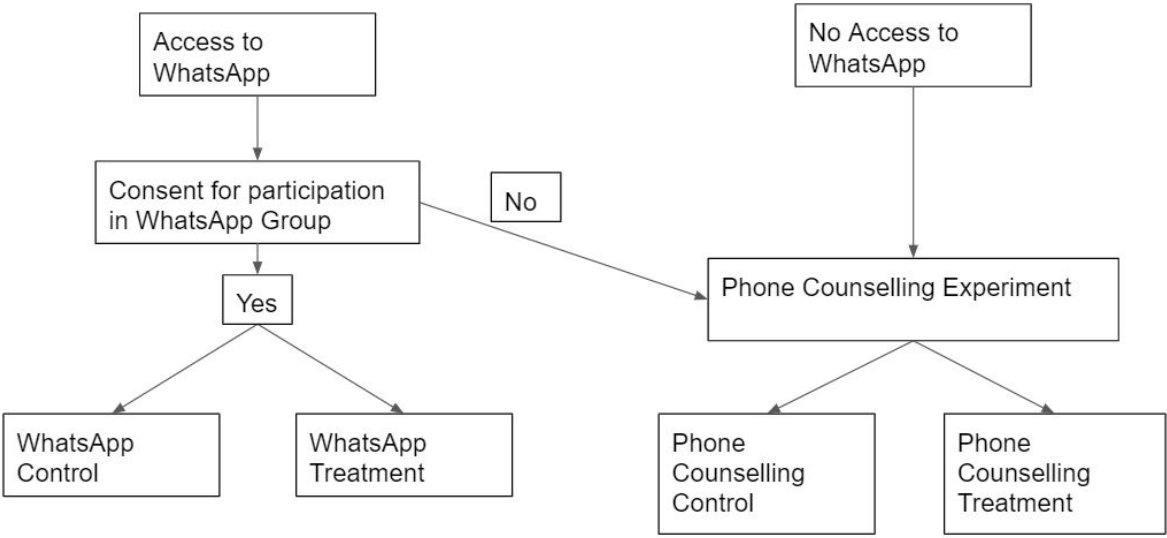 Access to
WhatsApp
No Access to
WhatsApp
Consent for participation
in WhatsApp Group
No
Yes
Phone Counselling Experiment
WhatsApp
Control
WhatsApp
Treatment
Phone
Counselling
Control
Phone
Counselling
Treatment